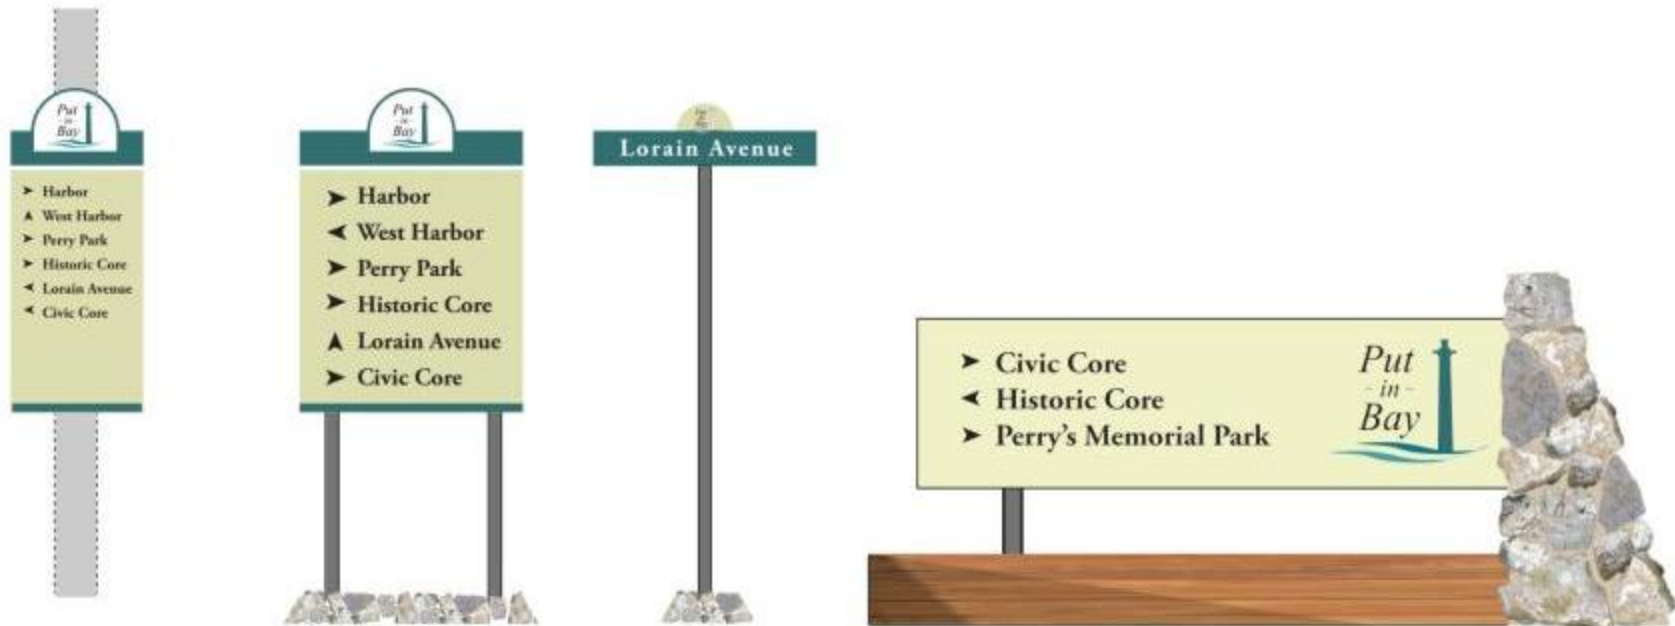 Put
- in -
Bay
➤ Harbor
⮝ West Harbor
➤ Perry Park
➤ Historic Core
⮜ Lorain Avenue
⮜ Civic Core
Put
- in -
Bay
➤ Harbor
⮜ West Harbor
➤ Perry Park
➤ Historic Core
⮝ Lorain Avenue
➤ Civic Core
Lorain Avenue
➤ Civic Core
⮜ Historic Core
➤ Perry's Memorial Park
Put
- in -
Bay